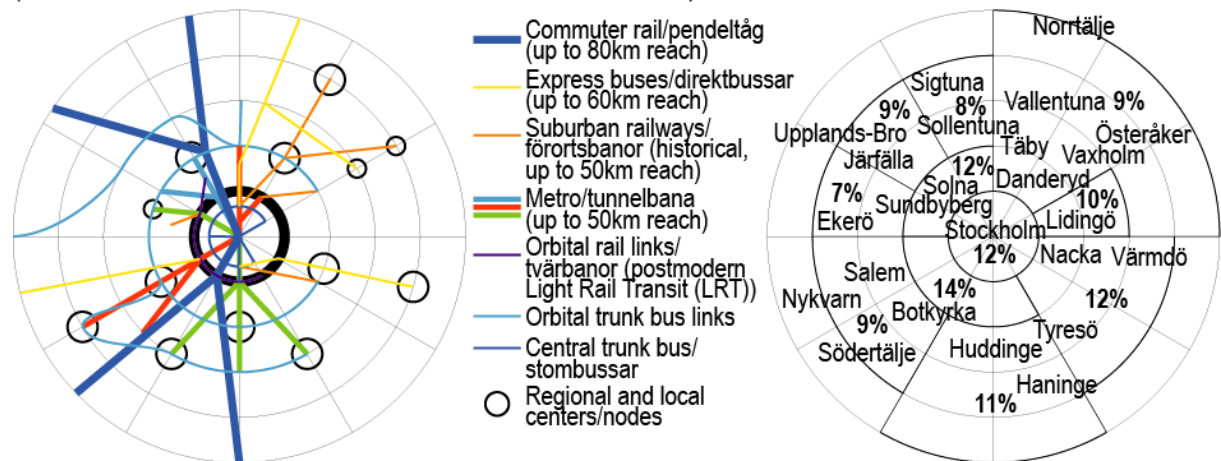 Commuter rail/pendeltåg
(up to 80km reach)
Express buses/direktbussar
(up to 60km reach)
Suburban railways/
förortsbanor (historical,
up to 50km reach)
Metro/tunnelbana
(up to 50km reach)
Orbital rail links/
tvärbanor (postmodern
Light Rail Transit (LRT))
Orbital trunk bus links
Central trunk bus/
stombussar
Regional and local
centers/nodes
Norrtälje
Sigtuna
9% 8% Vallentuna 9%
Upplands-Bro Sollentuna Österåker
Järfälla Täby Vaxholm
12% Danderyd
7% Solna 10%
Ekerö Sundbyberg Lidingö
Stockholm
12% Nacka Värmdö
Salem
Nykvarn 14% 12%
Botkyrka
9% Tyresö
Södertälje Huddinge
Haninge
11%